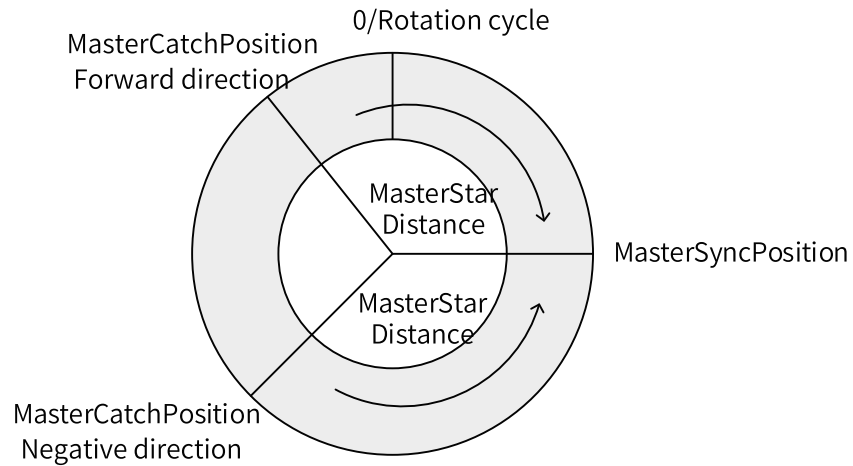 0/Rotation cycle
MasterCatchPosition
Forward direction
MasterStar
Distance
MasterSyncPosition
MasterStar
Distance
MasterCatchPosition
Negative direction